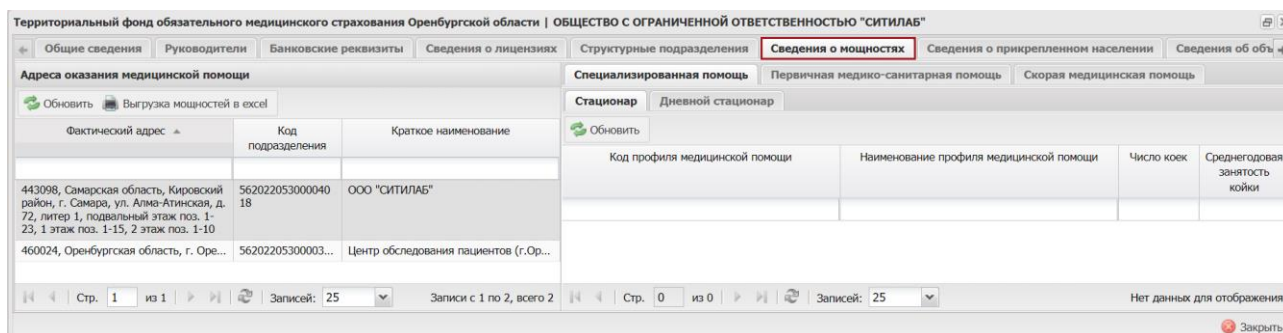 Территориальный фонд обязательного медицинского страхования Оренбургской области | ОБЩЕСТВО С ОГРАНИЧЕННОЙ ОТВЕТСТВЕННОСТЬЮ "СИТИЛАБ"
Общие сведения Руководители Банковские реквизиты Сведения о лицензиях Структурные подразделения Сведения о мощностях Сведения о прикрепленном населении Сведения об объ
Адреса оказания медицинской помощи
Обновить Выгрузка мощностей в excel
Фактический адрес Код подразделения Краткое наименование
443098, Самарская область, Кировский
район, г. Самара, ул. Алма-Атинская, д.
72, литер 1, подвальный этаж поз. 1-
23, 1 этаж поз. 1-15, 2 этаж поз. 1-10
562022053000040
18
ООО "СИТИЛАБ"
460024, Оренбургская область, г. Оре... 56202205300003... Центр обследования пациентов (г.Ор...
Стр. 1 из 1 Записей: 25 Записи с 1 по 2, всего 2
Специализированная помощь Первичная медико-санитарная помощь Скорая медицинская помощь
Стационар Дневной стационар
Обновить
Код профиля медицинской помощи Наименование профиля медицинской помощи Число коек Среднегодовая
занятость
койки
Стр. 0 из 0 Записей: 25 Нет данных для отображения
Закрыть